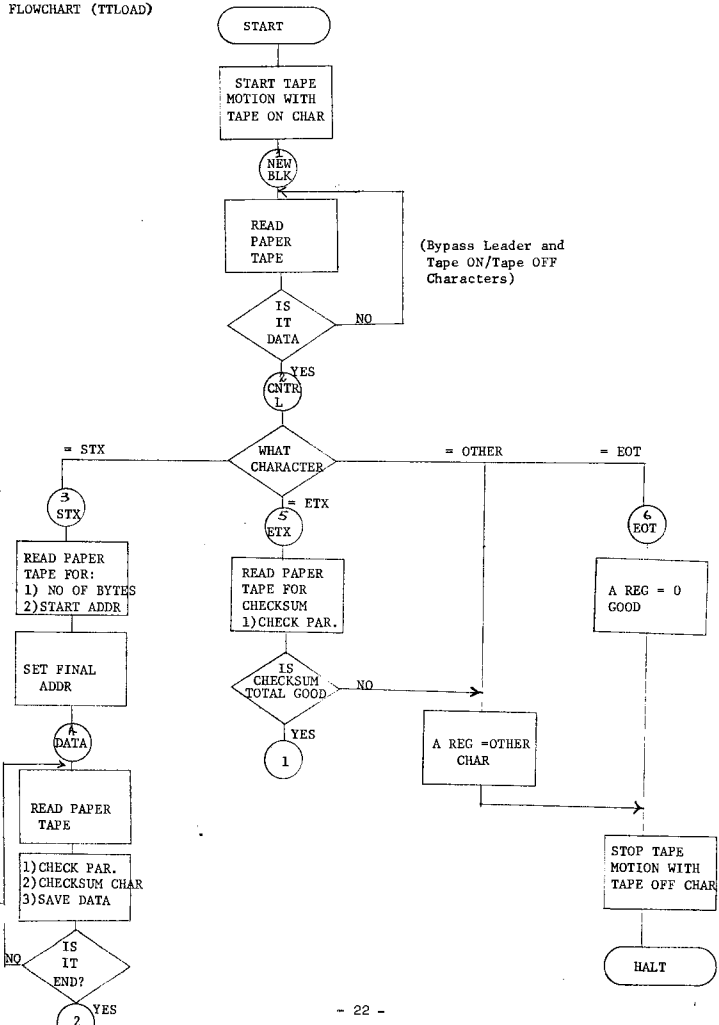 FLOWCHART (TTLOAD)
START
START TAPE
MOTION WITH
TAPE ON CHAR
1
NEW
BLK
READ
PAPER
TAPE
(Bypass Leader and
Tape ON/Tape OFF
Characters)
IS
IT
DATA
NO
YES
2
CNTR
L
WHAT
CHARACTER
= STX
= OTHER
= EOT
= ETX
3
STX
READ PAPER
TAPE FOR:
1) NO OF BYTES
2)START ADDR
SET FINAL
ADDR
4
DATA
READ PAPER
TAPE
1)CHECK PAR.
2)CHECKSUM CHAR
3)SAVE DATA
IS
IT
END?
NO
YES
2
5
ETX
READ PAPER
TAPE FOR
CHECKSUM
1)CHECK PAR.
IS
CHECKSUM
TOTAL GOOD
NO
YES
1
A REG =OTHER
CHAR
6
EOT
A REG = 0
GOOD
STOP TAPE
MOTION WITH
TAPE OFF CHAR
HALT
- 22 -